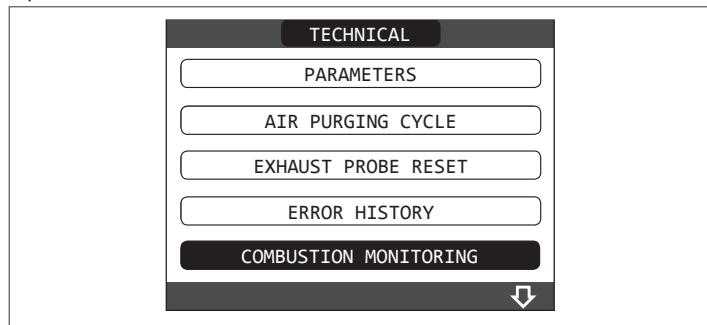 TECHNICAL
PARAMETERS
AIR PURGING CYCLE
EXHAUST PROBE RESET
ERROR HISTORY
COMBUSTION MONITORING